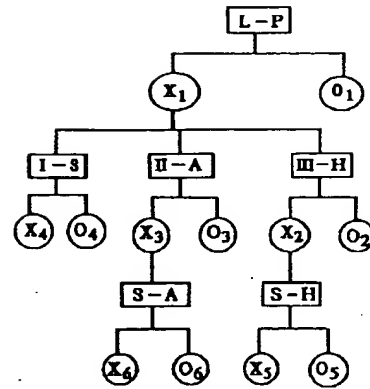 L - P
X1 O1
I - S II - A III - H
X4 O4 X3 O3 X2 O2
S - A S - H
X6 O6 X5 O5